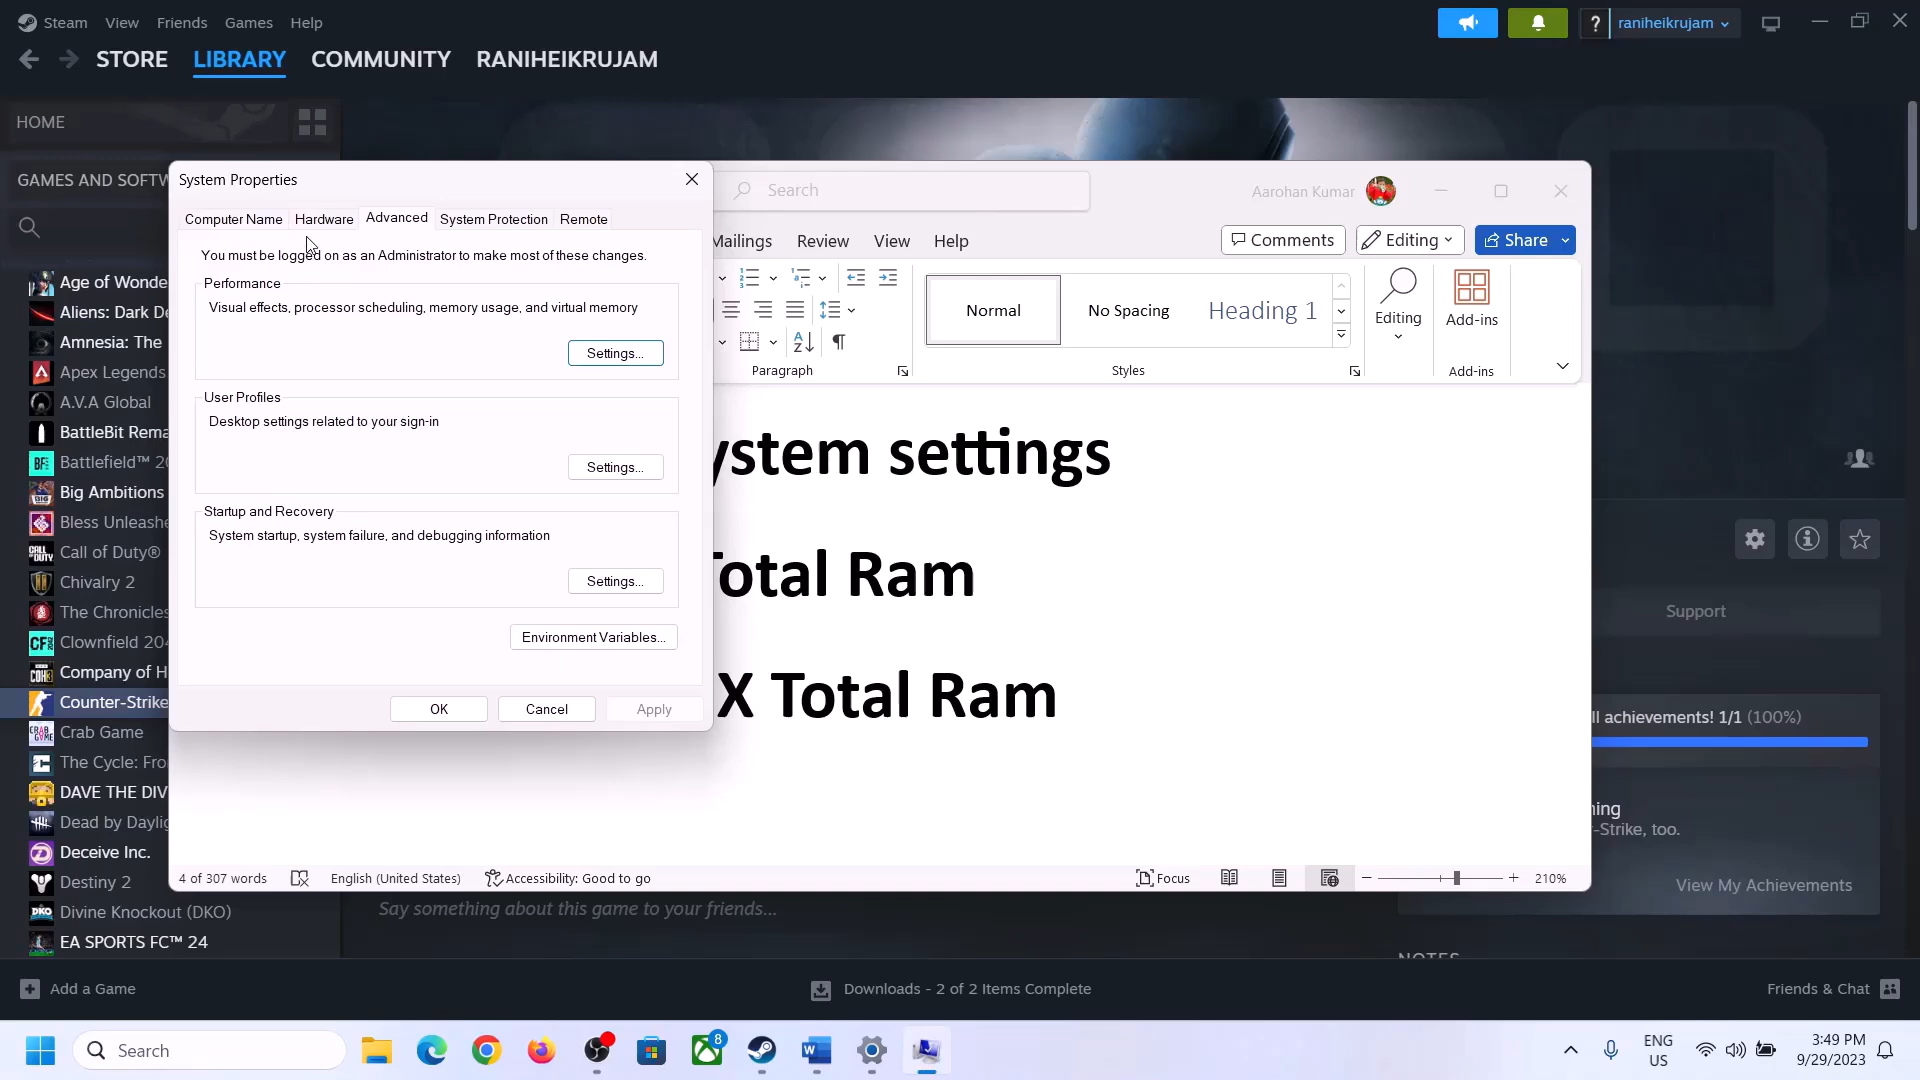 Steam View Friends Games Help
raniheikrujam
STORE LIBRARY COMMUNITY RANIHEIKRUJAM
HOME
GAMES AND SOFTW
Age of Wonde
Aliens: Dark De
Amnesia: The
Apex Legends
A.V.A Global
BattleBit Rema
Battlefield™ 20
Big Ambitions
Bless Unleashe
Call of Duty®
Chivalry 2
The Chronicles
Clownfield 204
Company of H
Counter-Strike
Crab Game
The Cycle: Fro
DAVE THE DIV
Dead by Daylig
Deceive Inc.
Destiny 2
Divine Knockout (DKO)
EA SPORTS FC™ 24
System Properties
Computer Name Hardware Advanced System Protection Remote
You must be logged on as an Administrator to make most of these changes.
Performance
Visual effects, processor scheduling, memory usage, and virtual memory
Settings...
User Profiles
Desktop settings related to your sign-in
Settings...
Startup and Recovery
System startup, system failure, and debugging information
Settings...
Environment Variables...
OK Cancel Apply
Search
Aarohan Kumar
Mailings Review View Help
Comments Editing Share
Normal No Spacing Heading 1
Editing Add-ins
Paragraph Styles Add-ins
ystem settings
Total Ram
X Total Ram
4 of 307 words English (United States) Accessibility: Good to go
Focus 210%
Support
ll achievements! 1/1 (100%)
ning
-Strike, too.
View My Achievements
Say something about this game to your friends...
NOTES
Add a Game
Downloads - 2 of 2 Items Complete
Friends & Chat
Search
8
ENG
US
3:49 PM
9/29/2023